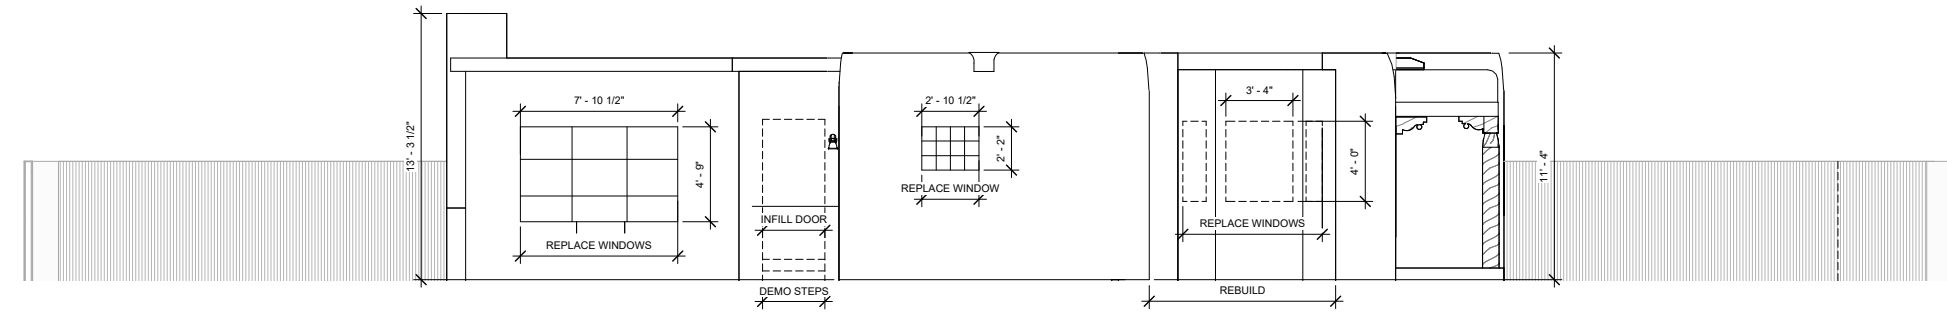 13' - 3 1/2"
7' - 10 1/2"
4' - 9"
REPLACE WINDOWS
INFILL DOOR
DEMO STEPS
2' - 10 1/2"
2' - 2"
REPLACE WINDOW
3' - 4"
4' - 0"
REPLACE WINDOWS
REBUILD
11' - 4"